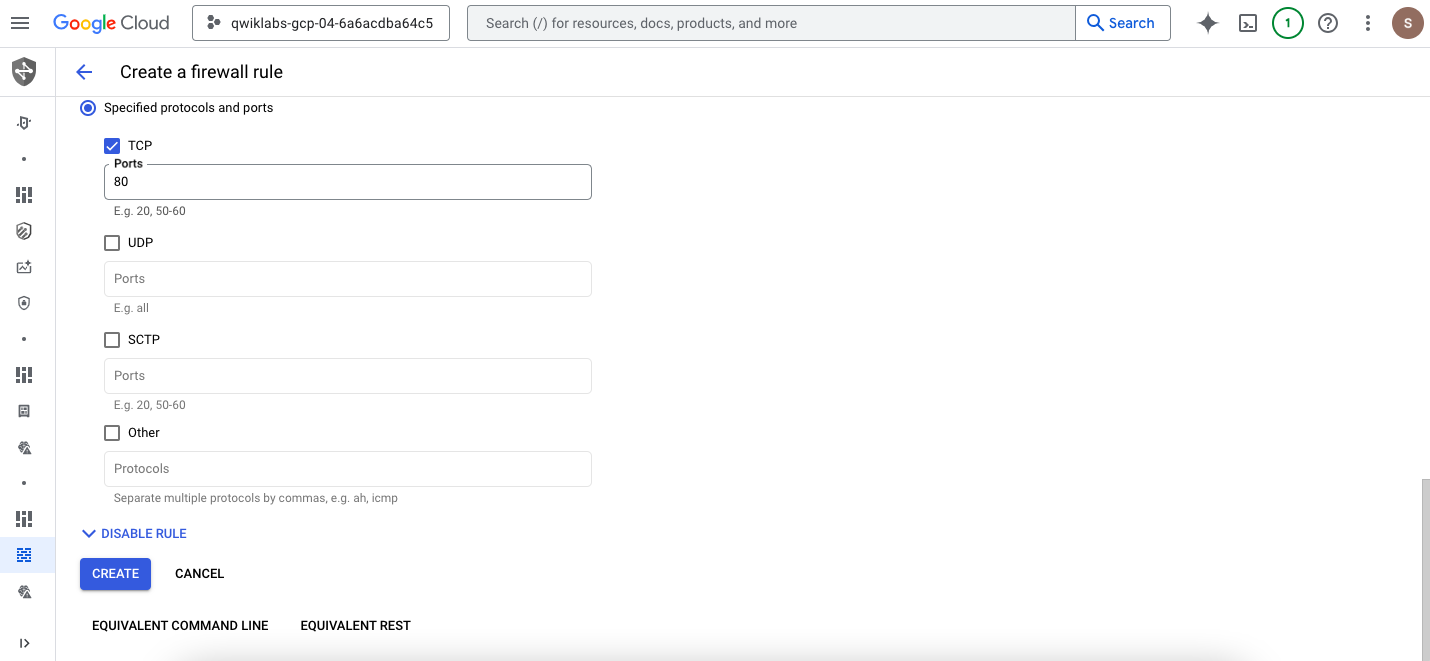 Google Cloud
qwiklabs-gcp-04-6a6acdba64c5
Search (/) for resources, docs, products, and more
Search
1
S
Create a firewall rule
Specified protocols and ports
TCP
Ports
80
E.g. 20, 50-60
UDP
Ports
E.g. all
SCTP
Ports
E.g. 20, 50-60
Other
Protocols
Separate multiple protocols by commas, e.g. ah, icmp
DISABLE RULE
CREATE
CANCEL
EQUIVALENT COMMAND LINE
EQUIVALENT REST